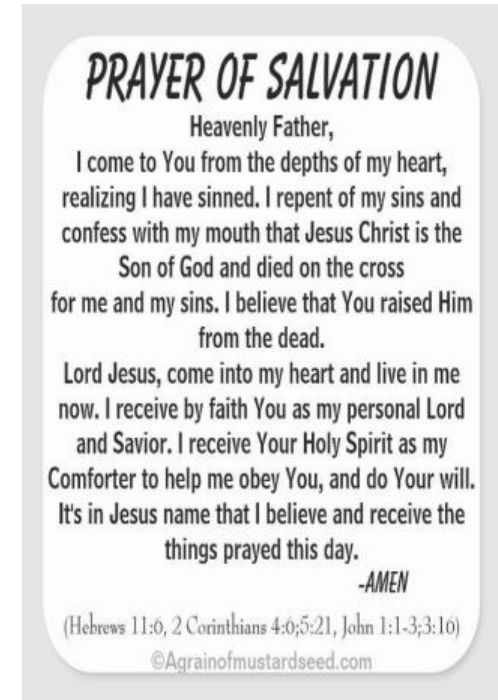 PRAYER OF SALVATION
Heavenly Father,
I come to You from the depths of my heart,
realizing I have sinned. I repent of my sins and
confess with my mouth that Jesus Christ is the
Son of God and died on the cross
for me and my sins. I believe that You raised Him
from the dead.
Lord Jesus, come into my heart and live in me
now. I receive by faith You as my personal Lord
and Savior. I receive Your Holy Spirit as my
Comforter to help me obey You, and do Your will.
It's in Jesus name that I believe and receive the
things prayed this day.
-AMEN
(Hebrews 11:6, 2 Corinthians 4:6;5:21, John 1:1-3;3:16)
©Agrainofmustardseed.com